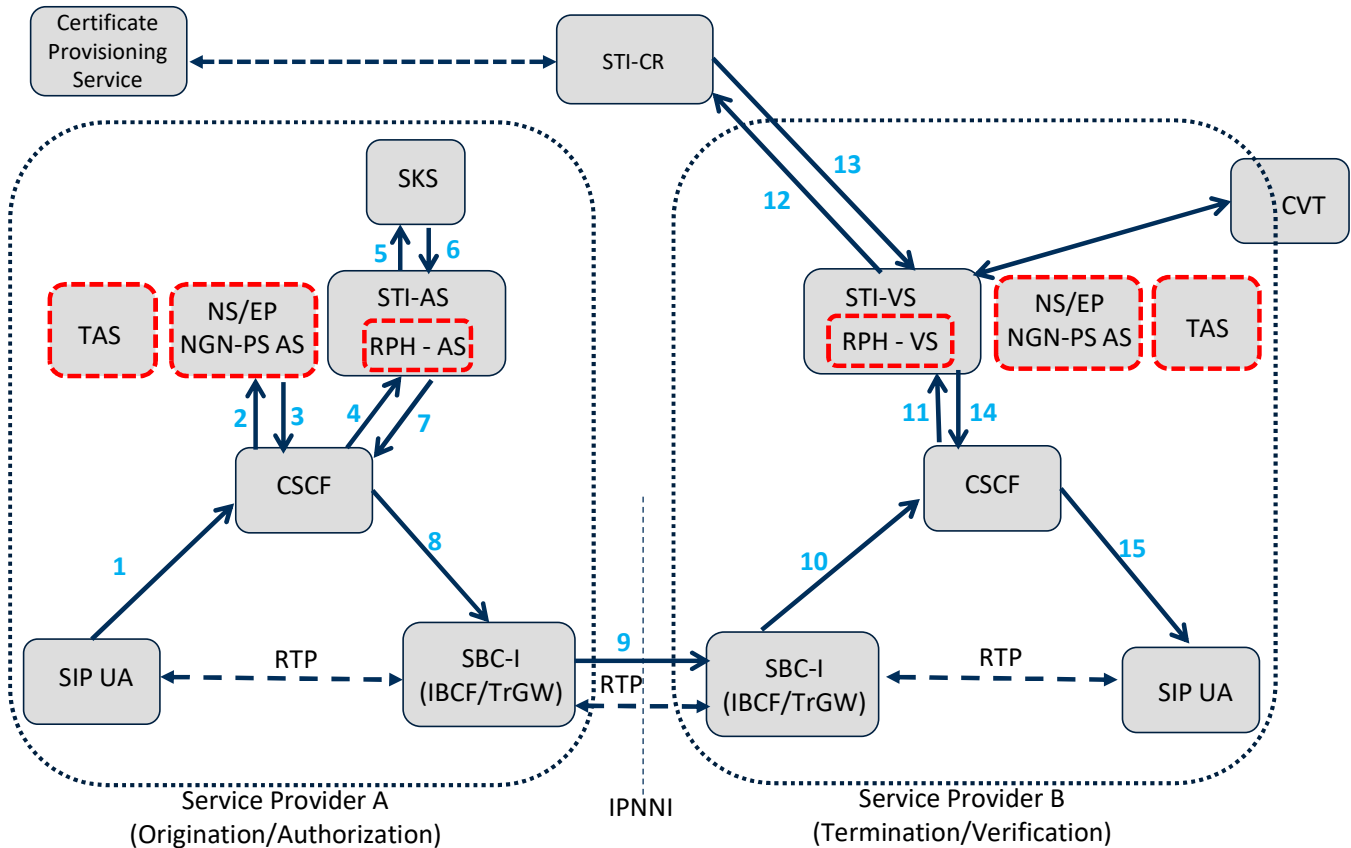 Certificate
Provisioning
Service
STI-CR
SKS
5
6
STI-AS
RPH - AS
TAS
NS/EP
NGN-PS AS
2
3
4
7
CSCF
1
8
SIP UA
RTP
SBC-I
(IBCF/TrGW)
9
RTP
IPNNI
Service Provider A
(Origination/Authorization)
12
13
CVT
STI-VS
RPH - VS
NS/EP
NGN-PS AS
TAS
11
14
CSCF
10
15
SBC-I
(IBCF/TrGW)
RTP
SIP UA
Service Provider B
(Termination/Verification)